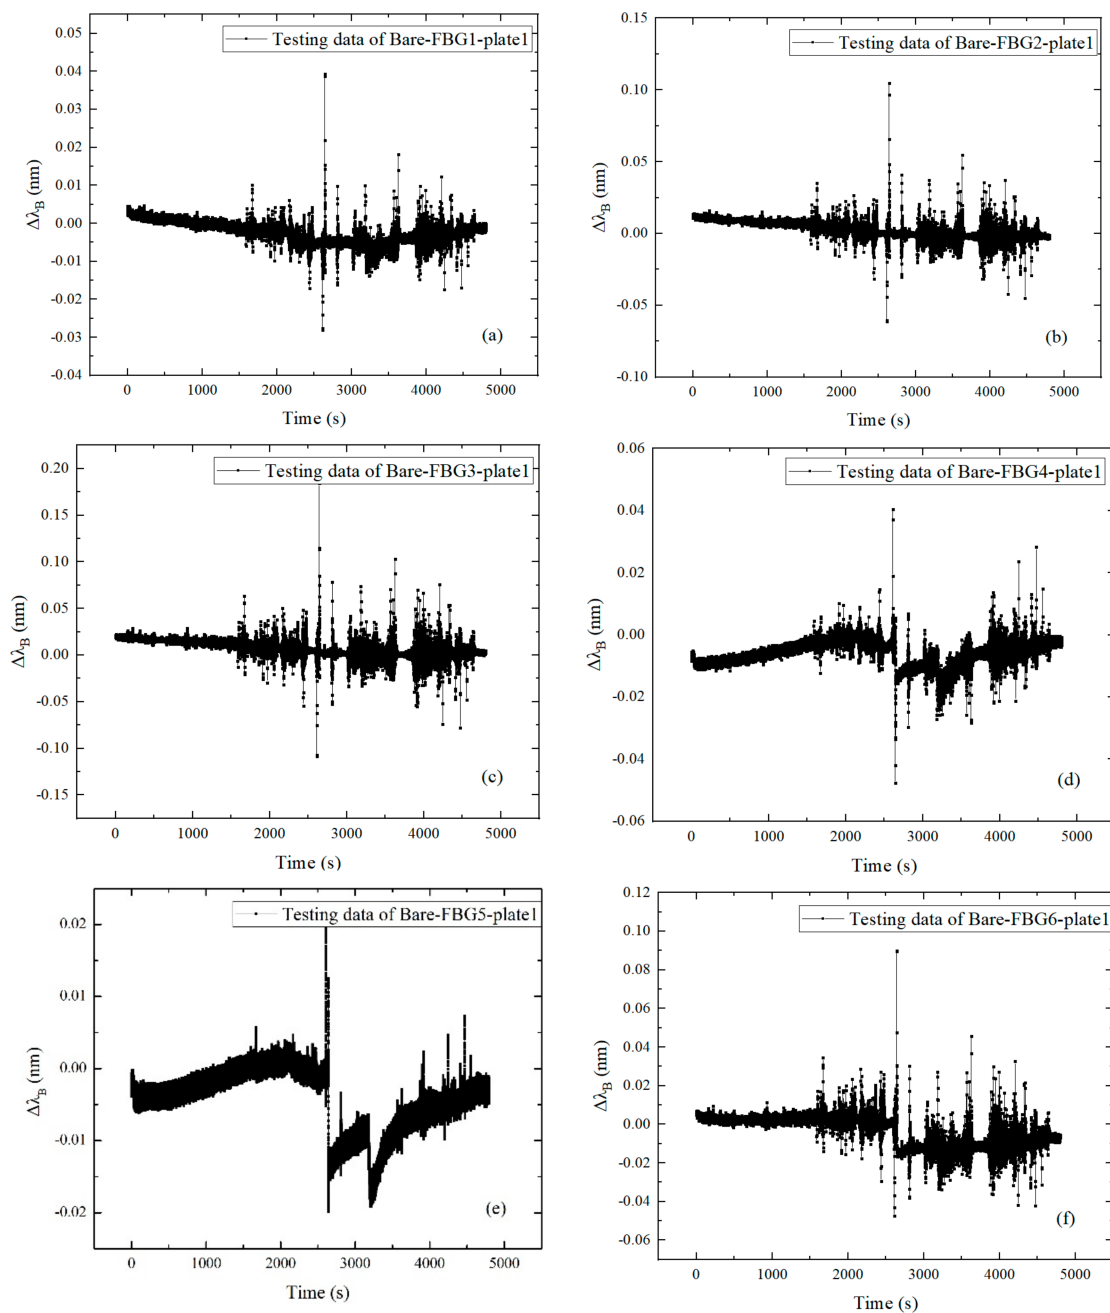 0.05
0.04
0.03
0.02
0.01
0.00
-0.01
-0.02
-0.03
-0.04
Δλ_B (nm)
Testing data of Bare-FBG1-plate1
(a)
0 1000 2000 3000 4000 5000
Time (s)
0.15
0.10
0.05
0.00
-0.05
-0.10
Δλ_B (nm)
Testing data of Bare-FBG2-plate1
(b)
0 1000 2000 3000 4000 5000
Time (s)
0.20
0.15
0.10
0.05
0.00
-0.05
-0.10
-0.15
Δλ_B (nm)
Testing data of Bare-FBG3-plate1
(c)
0 1000 2000 3000 4000 5000
Time (s)
0.06
0.04
0.02
0.00
-0.02
-0.04
-0.06
Δλ_B (nm)
Testing data of Bare-FBG4-plate1
(d)
0 1000 2000 3000 4000 5000
Time (s)
0.02
0.01
0.00
-0.01
-0.02
Δλ_B (nm)
Testing data of Bare-FBG5-plate1
(e)
0 1000 2000 3000 4000 5000
Time (s)
0.12
0.10
0.08
0.06
0.04
0.02
0.00
-0.02
-0.04
-0.06
Δλ_B (nm)
Testing data of Bare-FBG6-plate1
(f)
0 1000 2000 3000 4000 5000
Time (s)